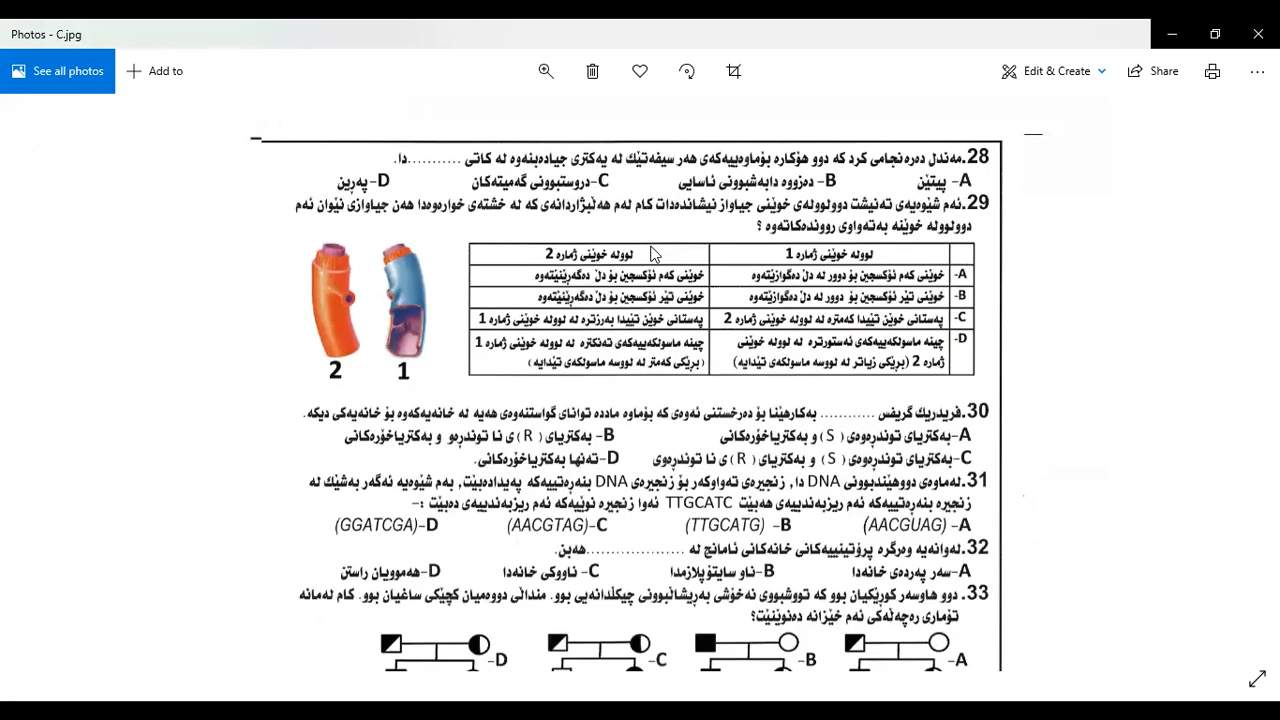 Photos - C.jpg
See all photos
Add to
Edit & Create
Share
28.مەندل دەرەنجامی کرد کە دوو هۆکارە بۆماوەییەکەی هەر سیفەتێک لە یەکتری جیادەبنەوە لە کاتی ..........دا.
A- پیتێن B- دەزووە دابەشبوونی ئاسایی C-دروستبوونی گەمیتەکان D-پەڕین
29.ئەم شێوەیەی تەنیشت دوولوولەی خوێنی جیاواز نیشاندەدات کام لەم هەڵبژاردانەی کە لە خشتەی خوارەوەدا هەن جیاوازی نێوان ئەم
دوولوولە خوێنە بەتەواوی رووندەکاتەوە ؟
لوولە خوێنی ژمارە 1 لوولە خوێنی ژمارە 2
A- خوێنی کەم ئۆکسجین بۆ دوور لە دڵ دەگوازێتەوە خوێنی کەم ئۆکسجین بۆ دڵ دەگەڕێنێتەوە
B- خوێنی تێر ئۆکسجین بۆ دوور لە دڵ دەگوازێتەوە خوێنی تێر ئۆکسجین بۆ دڵ دەگەڕێنێتەوە
C- پەستانی خوێن تێیدا کەمترە لە لوولە خوێنی ژمارە 2 پەستانی خوێن تێیدا بەرزترە لە لوولە خوێنی ژمارە 1
D- چینە ماسولکەییەکەی ئەستورترە لە لوولە خوێنی چینە ماسولکەییەکەی تەنکترە لە لوولە خوێنی ژمارە 1
ژمارە 2 (بڕێکی زیاتر لە لووسە ماسولکەی تێدایە) (بڕێکی کەمتر لە لووسە ماسولکەی تێدایە)
2 1
30.فریدریک گریفس ........... بەکارهێنا بۆ دەرخستنی ئەوەی کە بۆماوە ماددە توانای گواستنەوەی هەیە لە خانەیەکەوە بۆ خانەیەکی دیکە.
A-بەکتریای توندڕەوەی (S) و بەکتریاخۆرەکانی B- بەکتریای (R) ی نا توندڕەو و بەکتریاخۆرەکانی
C-بەکتریای توندڕەوەی (S) و بەکتریای (R) ی نا توندڕەوی D-تەنها بەکتریاخۆرەکانی.
31.لەماوەی دووهێندبوونی DNA دا, زنجیرەی تەواوکەر بۆ زنجیرەی DNA بنەڕەتییەکە پەیدادەبێت, بەم شێوەیە ئەگەر بەشێک لە
زنجیرە بنەڕەتییەکە ئەم ریزبەندییەی هەبێت TTGCATC ئەوا زنجیرە نوێیەکە ئەم ریزبەندییەی دەبێت :-
A- (AACGUAG) B- (TTGCATG) C-(AACGTAG) D-(GGATCGA)
32.لەوانەیە وەرگرە پرۆتینییەکانی خانەکانی ئامانج لە ..................هەبن.
A- سەر پەردەی خانەدا B- ناو سایتۆپلازمدا C- ناووکی خانەدا D-هەموویان راستن
33.دوو هاوسەر کوڕێکیان بوو کە تووشبووی نەخۆشی بەڕیشاڵبوونی چیکڵدانەیی بوو. منداڵی دووەمیان کچێکی ساغیان بوو. کام لەمانە
تۆماری رەچەڵەکی ئەم خێزانە دەنوێنێت؟
A- B- C- D-